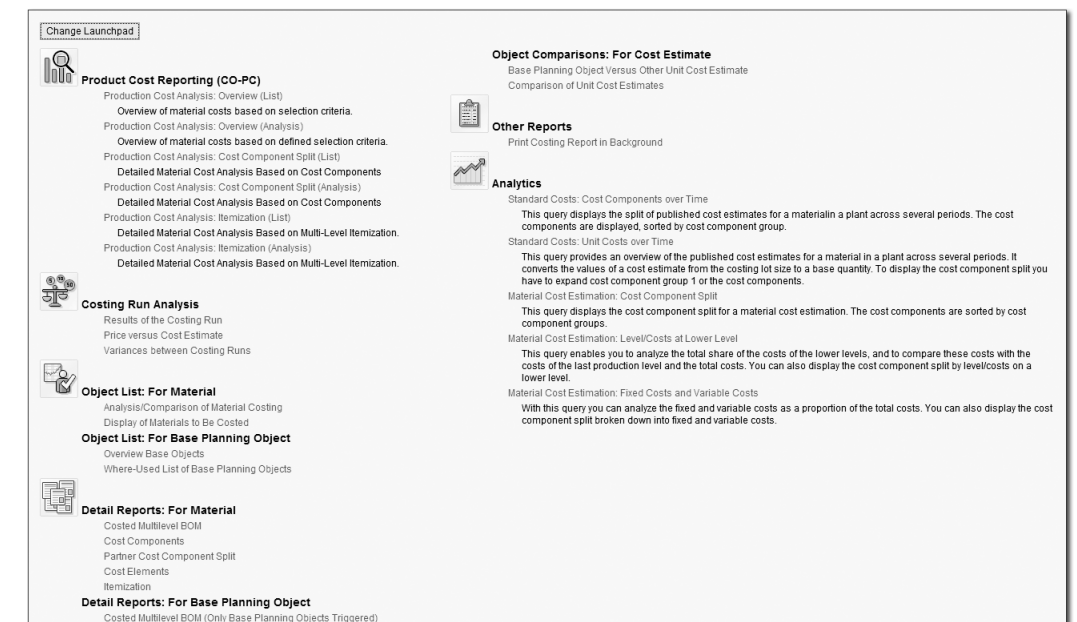 Change Launchpad
Product Cost Reporting (CO-PC)
Production Cost Analysis: Overview (List)
Overview of material costs based on selection criteria.
Production Cost Analysis: Overview (Analysis)
Overview of material costs based on defined selection criteria.
Production Cost Analysis: Cost Component Split (List)
Detailed Material Cost Analysis Based on Cost Components
Production Cost Analysis: Cost Component Split (Analysis)
Detailed Material Cost Analysis Based on Cost Components
Production Cost Analysis: Itemization (List)
Detailed Material Cost Analysis Based on Multi-Level Itemization.
Production Cost Analysis: Itemization (Analysis)
Detailed Material Cost Analysis Based on Multi-Level Itemization.
Costing Run Analysis
Results of the Costing Run
Price versus Cost Estimate
Variances between Costing Runs
Object List: For Material
Analysis/Comparison of Material Costing
Display of Materials to Be Costed
Object List: For Base Planning Object
Overview Base Objects
Where-Used List of Base Planning Objects
Detail Reports: For Material
Costed Multilevel BOM
Cost Components
Partner Cost Component Split
Cost Elements
Itemization
Detail Reports: For Base Planning Object
Costed Multilevel BOM (Only Base Planning Objects Triggered)
Object Comparisons: For Cost Estimate
Base Planning Object Versus Other Unit Cost Estimate
Comparison of Unit Cost Estimates
Other Reports
Print Costing Report in Background
Analytics
Standard Costs: Cost Components over Time
This query displays the split of published cost estimates for a materialin a plant across several periods. The cost
components are displayed, sorted by cost component group.
Standard Costs: Unit Costs over Time
This query provides an overview of the published cost estimates for a material in a plant across several periods. It
converts the values of a cost estimate from the costing lot size to a base quantity. To display the cost component split you
have to expand cost component group 1 or the cost components.
Material Cost Estimation: Cost Component Split
This query displays the cost component split for a material cost estimation. The cost components are sorted by cost
component groups.
Material Cost Estimation: Level/Costs at Lower Level
This query enables you to analyze the total share of the costs of the lower levels, and to compare these costs with the
costs of the last production level and the total costs. You can also display the cost component split by level/costs on a
lower level.
Material Cost Estimation: Fixed Costs and Variable Costs
With this query you can analyze the fixed and variable costs as a proportion of the total costs. You can also display the cost
component split broken down into fixed and variable costs.